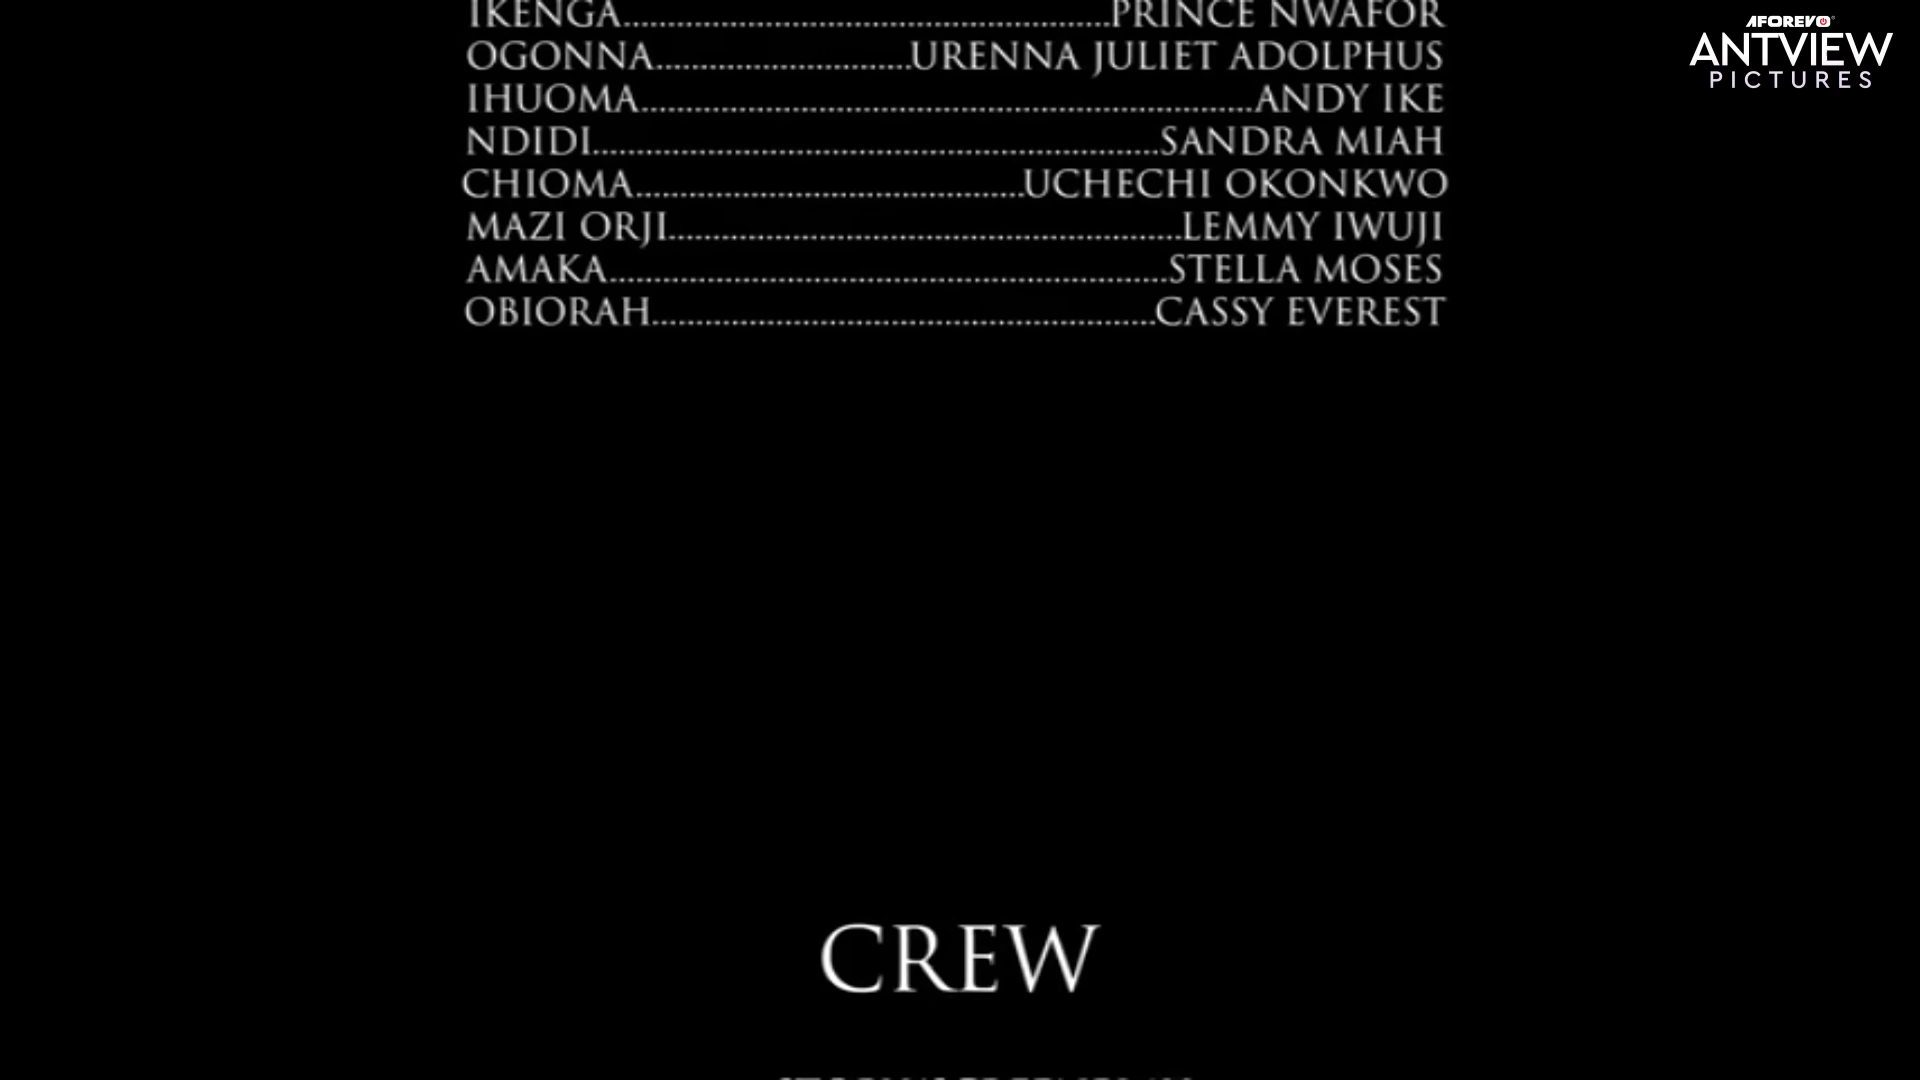 IKENGA....................PRINCE NWAFOR
OGONNA....................URENNA JULIET ADOLPHUS
IHUOMA....................ANDY IKE
NDIDI....................SANDRA MIAH
CHIOMA....................UCHECHI OKONKWO
MAZI ORJI....................LEMMY IWUJI
AMAKA....................STELLA MOSES
OBIORAH....................CASSY EVEREST
AFOREVO
ANTVIEW
PICTURES
CREW